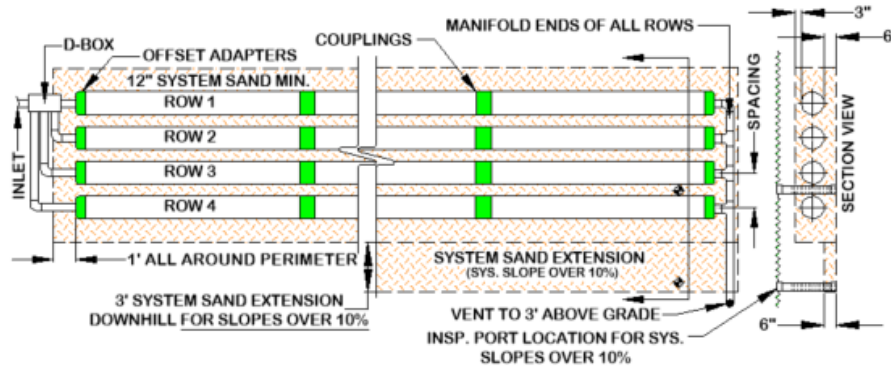 MANIFOLD ENDS OF ALL ROWS
3"
D-BOX
COUPLINGS
6
OFFSET ADAPTERS
12" SYSTEM SAND MIN.
ROW 1
ROW 2
ROW 3
ROW 4
INLET
SPACING
SECTION VIEW
1' ALL AROUND PERIMETER
SYSTEM SAND EXTENSION
(SYS. SLOPE OVER 10%)
3' SYSTEM SAND EXTENSION
DOWNHILL FOR SLOPES OVER 10%
VENT TO 3' ABOVE GRADE
INSP. PORT LOCATION FOR SYS.
SLOPES OVER 10%
6"